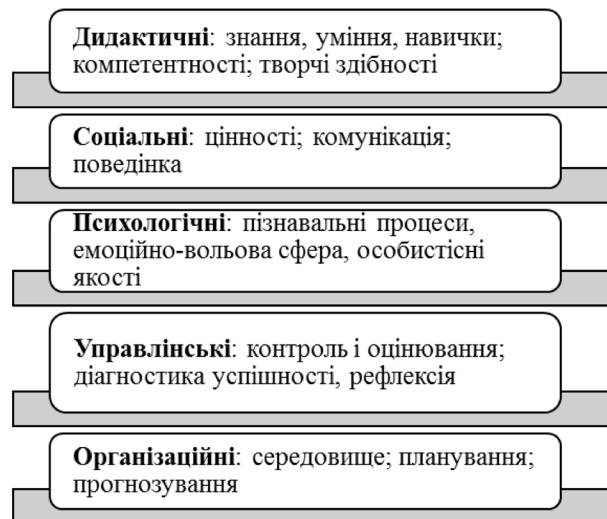 Дидактичні: знання, уміння, навички;
компетентності; творчі здібності
Соціальні: цінності; комунікація;
поведінка
Психологічні: пізнавальні процеси,
емоційно-вольова сфера, особистісні
якості
Управлінські: контроль і оцінювання;
діагностика успішності, рефлексія
Організаційні: середовище; планування;
прогнозування